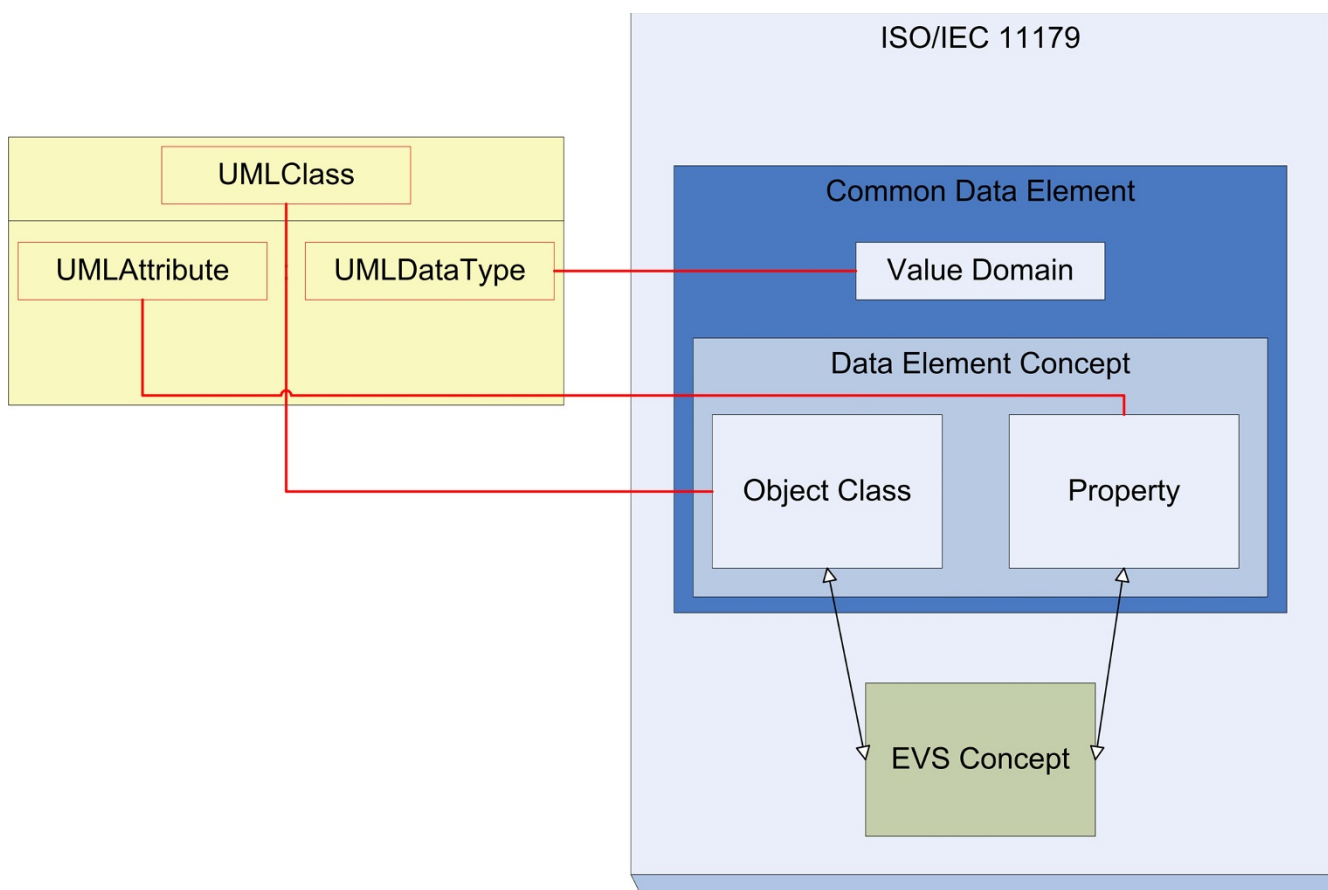 ISO/IEC 11179
UMLClass
Common Data Element
UMLAttribute
UMLDataType
Value Domain
Data Element Concept
Object Class
Property
EVS Concept